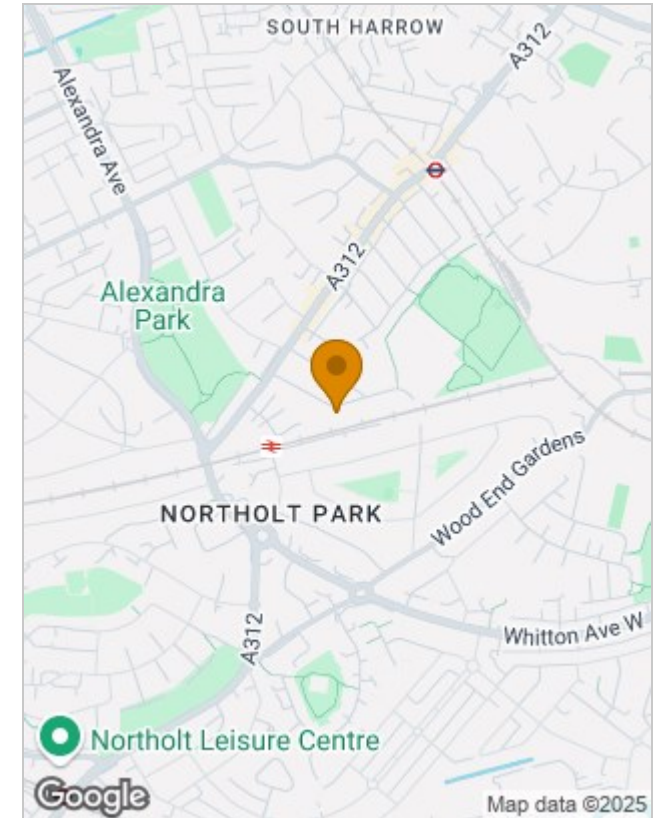 SOUTH HARROW
A312
Alexandra Ave
A312
A312
Alexandra
Park
Wood End Gardens
NORTHOLT PARK
A312
Whitton Ave W
Northolt Leisure Centre
Google
Map data ©2025